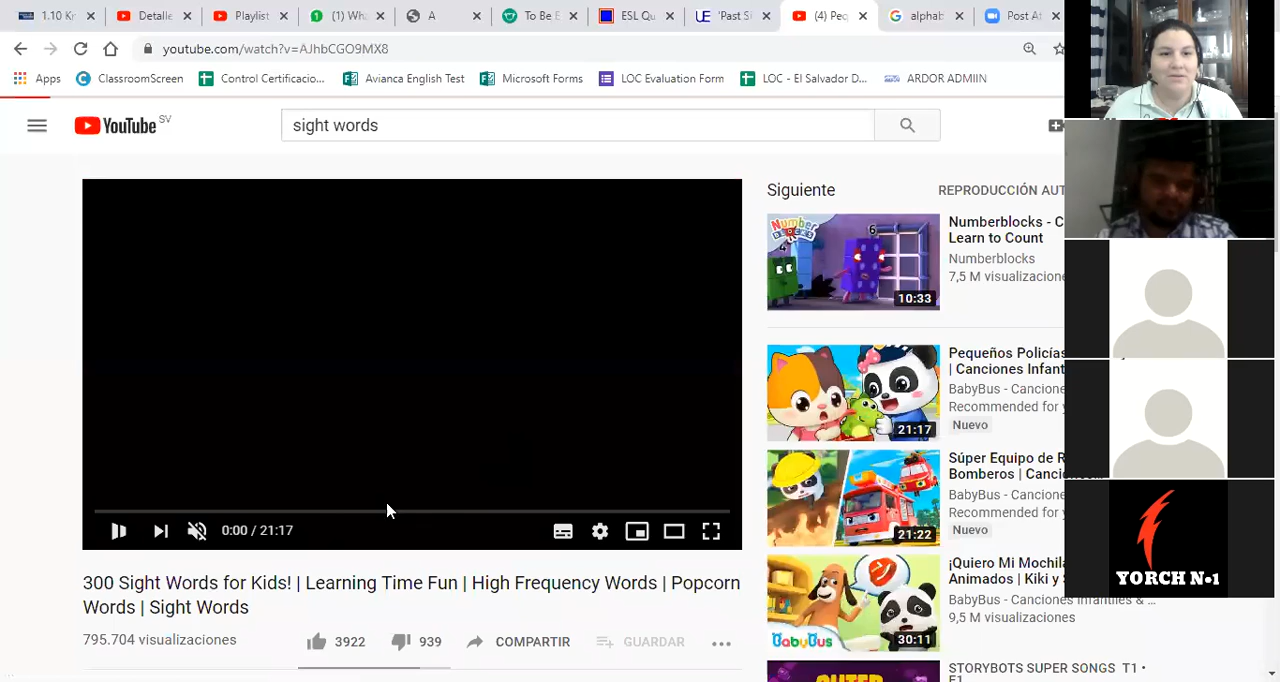 1.10 Kr
Detalle
Playlist
(1) Wha
A
To Be E
ESL Qu
'Past Si
(4) Peq
alphab
Post At
youtube.com/watch?v=AJhbCGO9MX8
Apps
ClassroomScreen
Control Certificacio...
Avianca English Test
Microsoft Forms
LOC Evaluation Form
LOC - El Salvador D...
ARDOR ADMIIN
YouTube SV
sight words
Siguiente
REPRODUCCIÓN AUT
Number
Blocks
10:33
Numberblocks - C
Learn to Count
Numberblocks
7,5 M visualizacione
21:17
Pequeños Policías
| Canciones Infant
BabyBus - Cancione
Recommended for y
Nuevo
21:22
Súper Equipo de R
Bomberos | Cancio
BabyBus - Cancione
Recommended for y
Nuevo
BabyBus
30:11
¡Quiero Mi Mochil
Animados | Kiki y S
BabyBus - Canciones Infantiles & ...
9,5 M visualizaciones
STORYBOTS SUPER SONGS T1 •
0:00 / 21:17
300 Sight Words for Kids! | Learning Time Fun | High Frequency Words | Popcorn
Words | Sight Words
795.704 visualizaciones
3922
939
COMPARTIR
GUARDAR
YORCH N•1